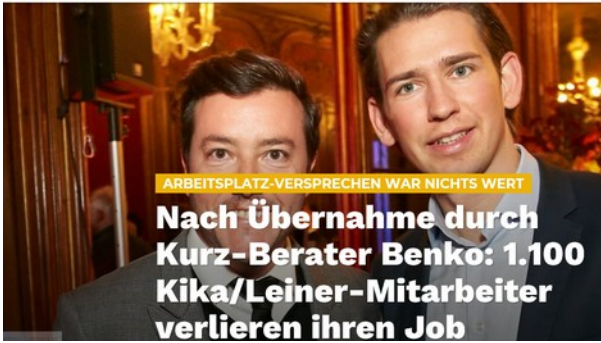 ARBEITSPLATZ-VERSPRECHEN WAR NICHTS WERT
Nach Übernahme durch
Kurz-Berater Benko: 1.100
Kika/Leiner-Mitarbeiter
verlieren ihren Job